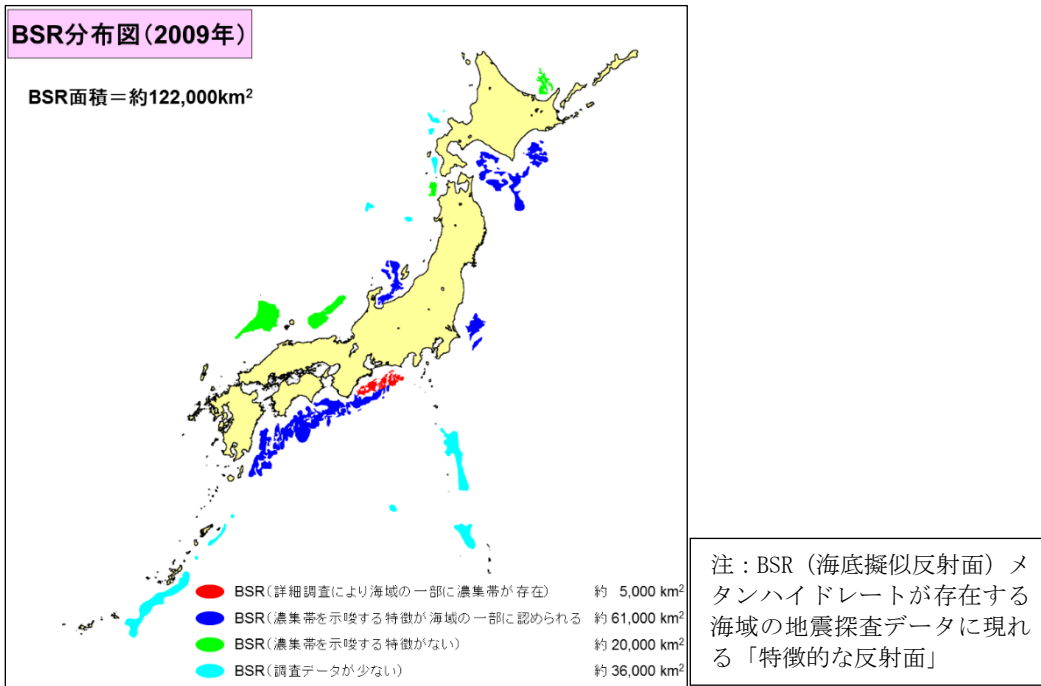 BSR分布図(2009年)
BSR面積=約122,000km²
BSR(詳細調査により海域の一部に濃集帯が存在) 約 5,000 km²
BSR(濃集帯を示唆する特徴が海域の一部に認められる 約 61,000 km²
BSR(濃集帯を示唆する特徴がない) 約 20,000 km²
BSR(調査データが少ない) 約 36,000 km²
注:BSR(海底擬似反射面)メ
タンハイドレートが存在する
海域の地震探査データに現れ
る「特徴的な反射面」